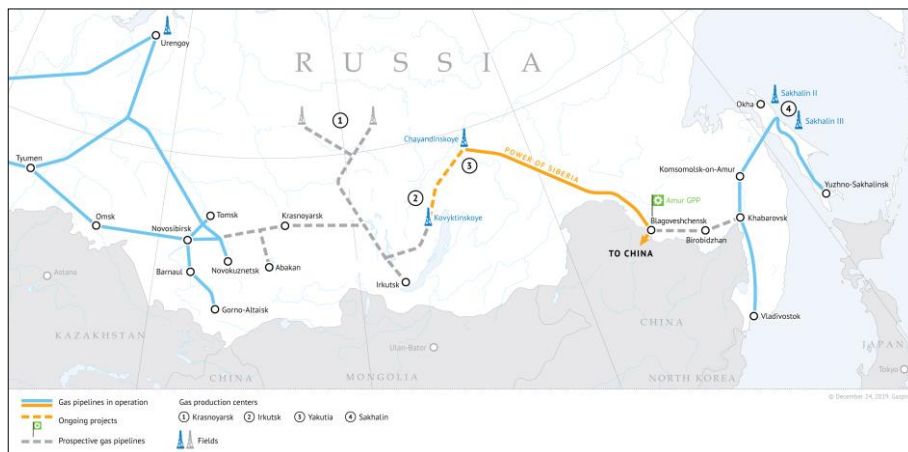 Urengoy
RUSSIA
1
Okha
Sakhalin II
4
Sakhalin III
Chayandinskoye
3
POWER OF SIBERIA
Tyumen
Komsomolsk-on-Amur
Yuzhno-Sakhalinsk
2
Kovyktinskoye
Amur GPP
Omsk
Tomsk
Krasnoyarsk
Novosibirsk
Blagoveshchensk
Khabarovsk
Birobidzhan
TO CHINA
Astana
Barnaul
Novokuznetsk
Abakan
Irkutsk
Gorno-Altaisk
Vladivostok
KAZAKHSTAN
CHINA
Ulan-Bator
JAPAN
Tokyo
CHINA
MONGOLIA
NORTH KOREA
Gas pipelines in operation
Gas production centers
© December 24, 2019. Gazpro
Ongoing projects
1 Krasnoyarsk 2 Irkutsk 3 Yakutia 4 Sakhalin
Prospective gas pipelines
Fields